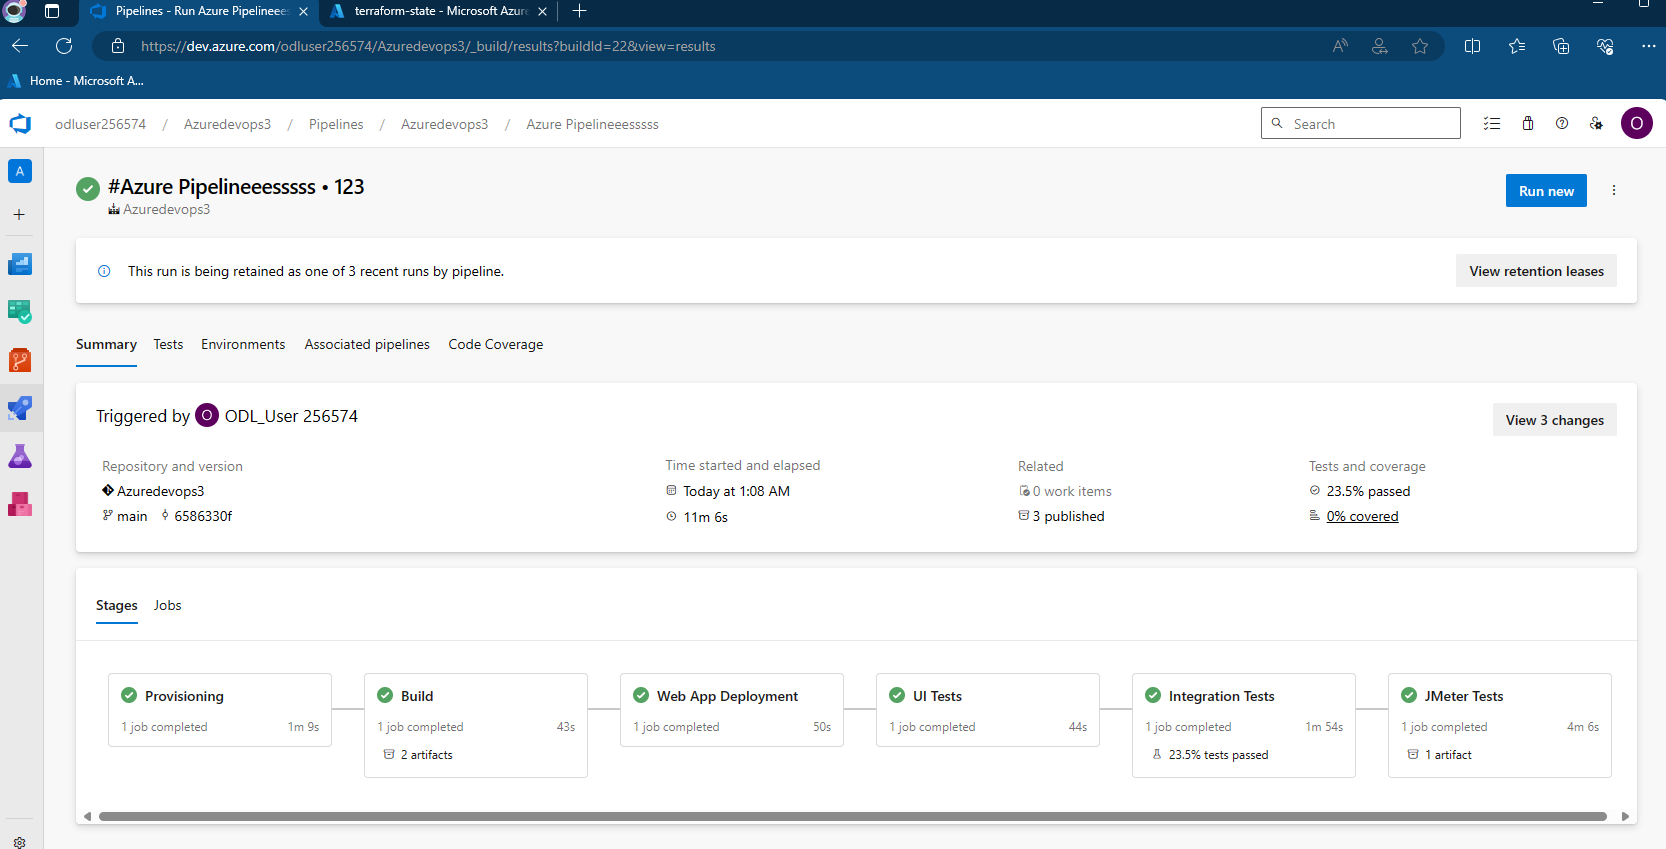 Pipelines - Run Azure Pipelineees
terraform-state - Microsoft Azure
https://dev.azure.com/odluser256574/Azuredevops3/_build/results?buildId=22&view=results
Home - Microsoft A...
odluser256574 / Azuredevops3 / Pipelines / Azuredevops3 / Azure Pipelineeesssss
Search
O
A
#Azure Pipelineeesssss • 123
Azuredevops3
Run new
This run is being retained as one of 3 recent runs by pipeline.
View retention leases
Summary Tests Environments Associated pipelines Code Coverage
Triggered by O ODL_User 256574
View 3 changes
Repository and version
Azuredevops3
main 6586330f
Time started and elapsed
Today at 1:08 AM
11m 6s
Related
0 work items
3 published
Tests and coverage
23.5% passed
0% covered
Stages Jobs
Provisioning
1 job completed 1m 9s
Build
1 job completed 43s
2 artifacts
Web App Deployment
1 job completed 50s
UI Tests
1 job completed 44s
Integration Tests
1 job completed 1m 54s
23.5% tests passed
JMeter Tests
1 job completed 4m 6s
1 artifact